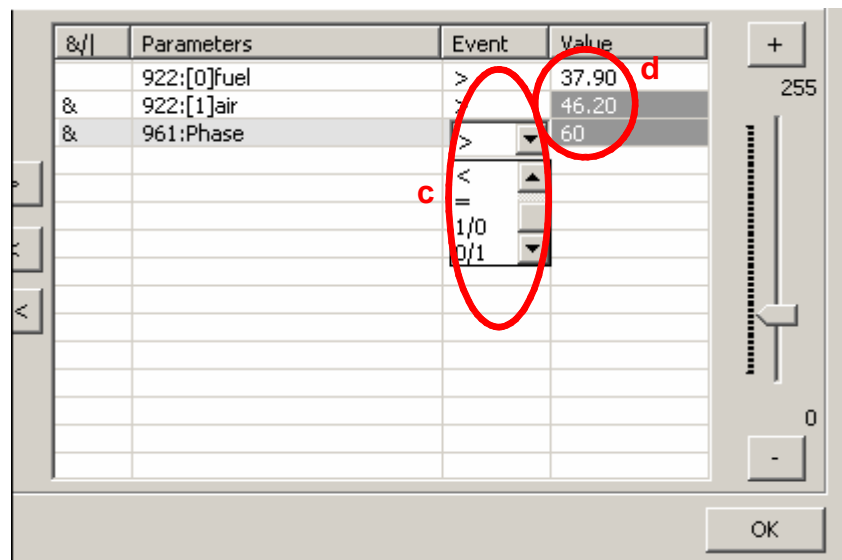 &/| Parameters Event Value +
922:[0]fuel > 37.90 d
255
& 922:[1]air > 46.20
& 961:Phase > 60
>
<
c
=
1/0
<
0/1
<
0
-
OK